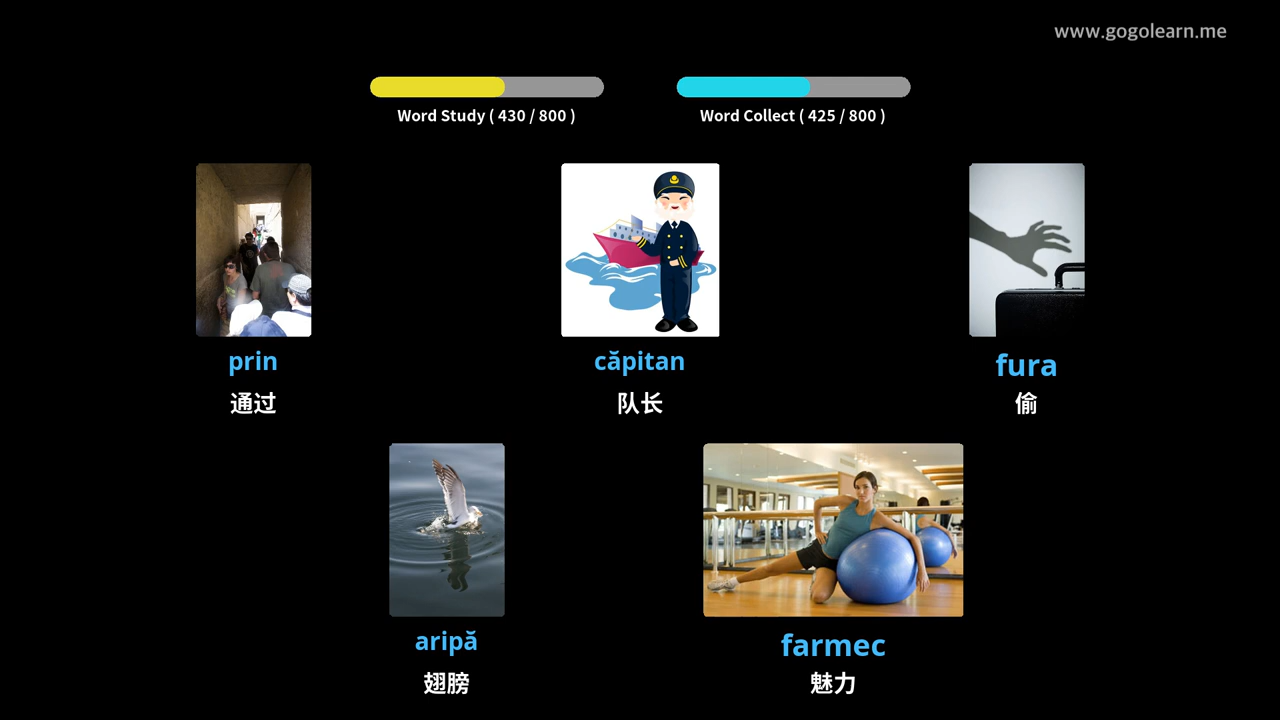 www.gogolearn.me
Word Study ( 430 / 800 )
Word Collect ( 425 / 800 )
prin
通过
căpitan
队长
fura
偷
aripă
翅膀
farmec
魅力